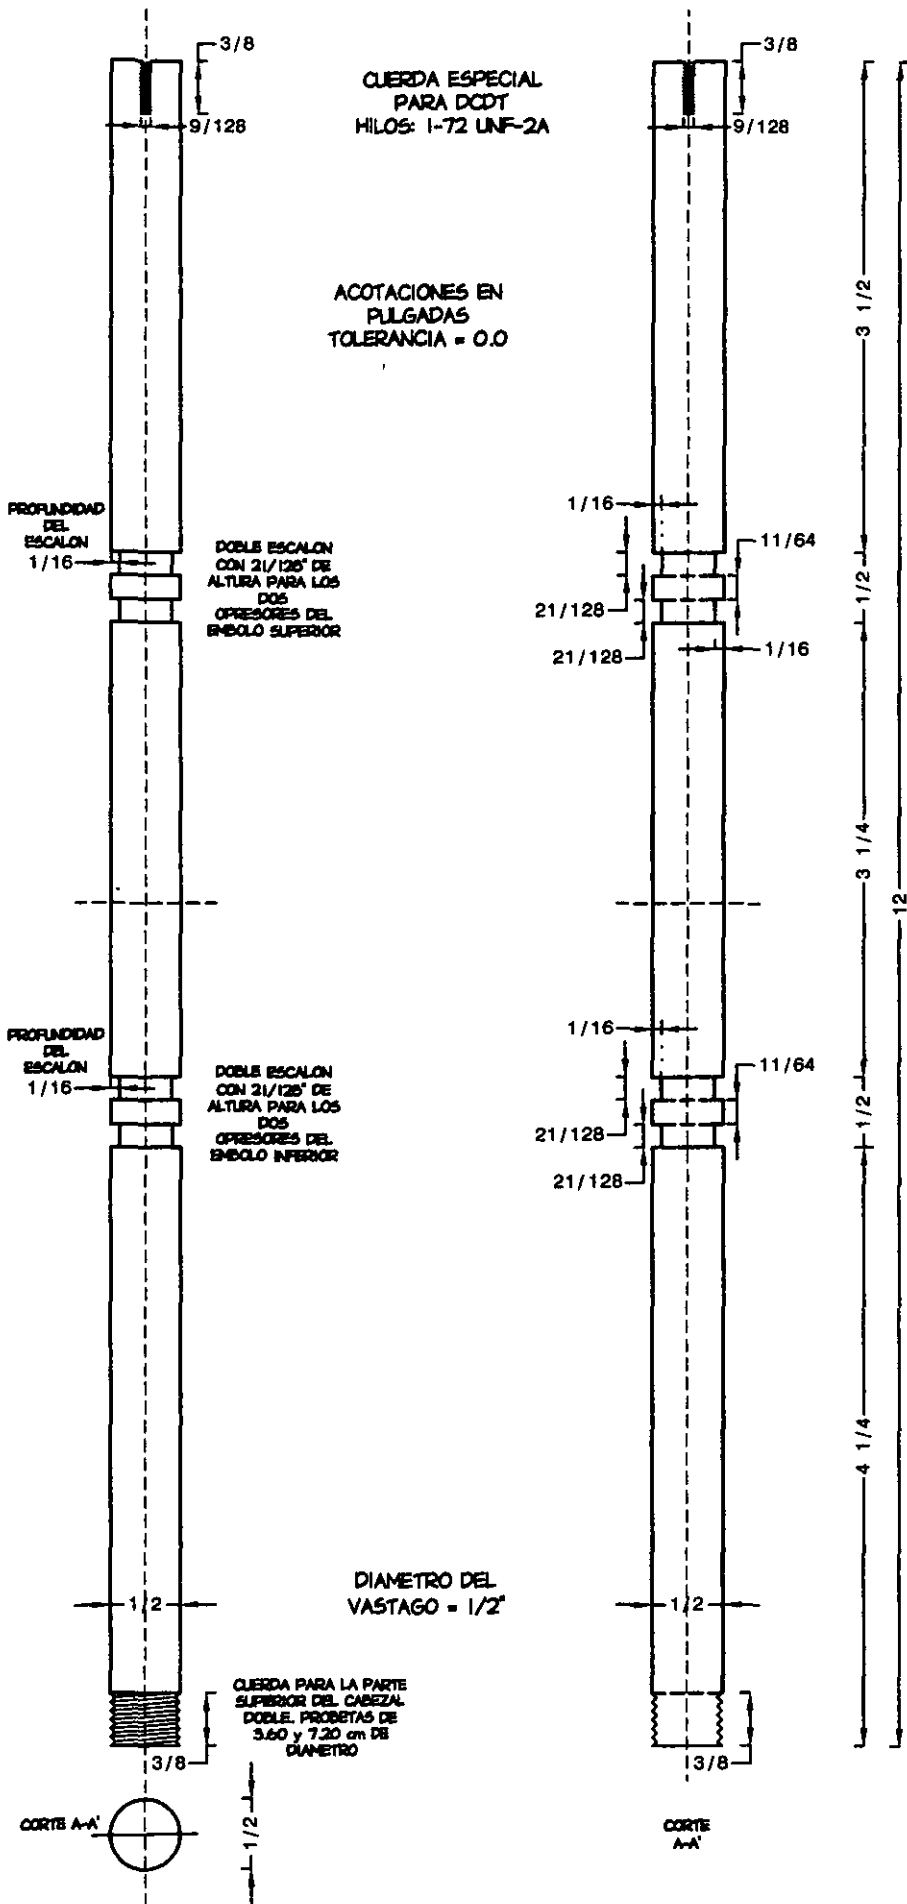 3/8
9/128
CUERDA ESPECIAL
PARA DCDT
HILOS: 1-72 UNF-2A
3/8
9/128
ACOTACIONES EN
PULGADAS
TOLERANCIA = 0.0
3 1/2
12
PROFUNDIDAD
DEL
ESCALON
1/16
DOBLE ESCALON
CON 21/128" DE
ALTURA PARA LOS
DOS
OPRESORES DEL
EMBOLO SUPERIOR
1/16
11/64
21/128
21/128
1/16
1/2
3 1/4
PROFUNDIDAD
DEL
ESCALON
1/16
DOBLE ESCALON
CON 21/128" DE
ALTURA PARA LOS
DOS
OPRESORES DEL
EMBOLO INFERIOR
1/16
11/64
21/128
21/128
1/2
4 1/4
1/2
DIAMETRO DEL
VASTAGO = 1/2"
1/2
CUERDA PARA LA PARTE
SUPERIOR DEL CABEZAL
DOBLE. PROBETAS DE
3.60 y 7.20 cm DE
DIAMETRO
3/8
3/8
CORTE A-A'
1/2
CORTE
A-A'